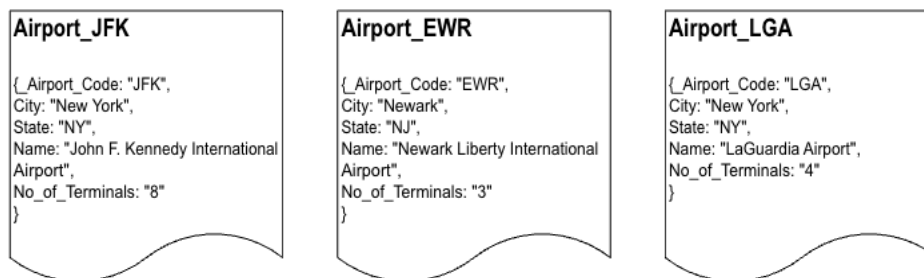 Airport_JFK
{_Airport_Code: "JFK",
City: "New York",
State: "NY",
Name: "John F. Kennedy International
Airport",
No_of_Terminals: "8"
}
Airport_EWR
{_Airport_Code: "EWR",
City: "Newark",
State: "NJ",
Name: "Newark Liberty International
Airport",
No_of_Terminals: "3"
}
Airport_LGA
{_Airport_Code: "LGA",
City: "New York",
State: "NY",
Name: "LaGuardia Airport",
No_of_Terminals: "4"
}